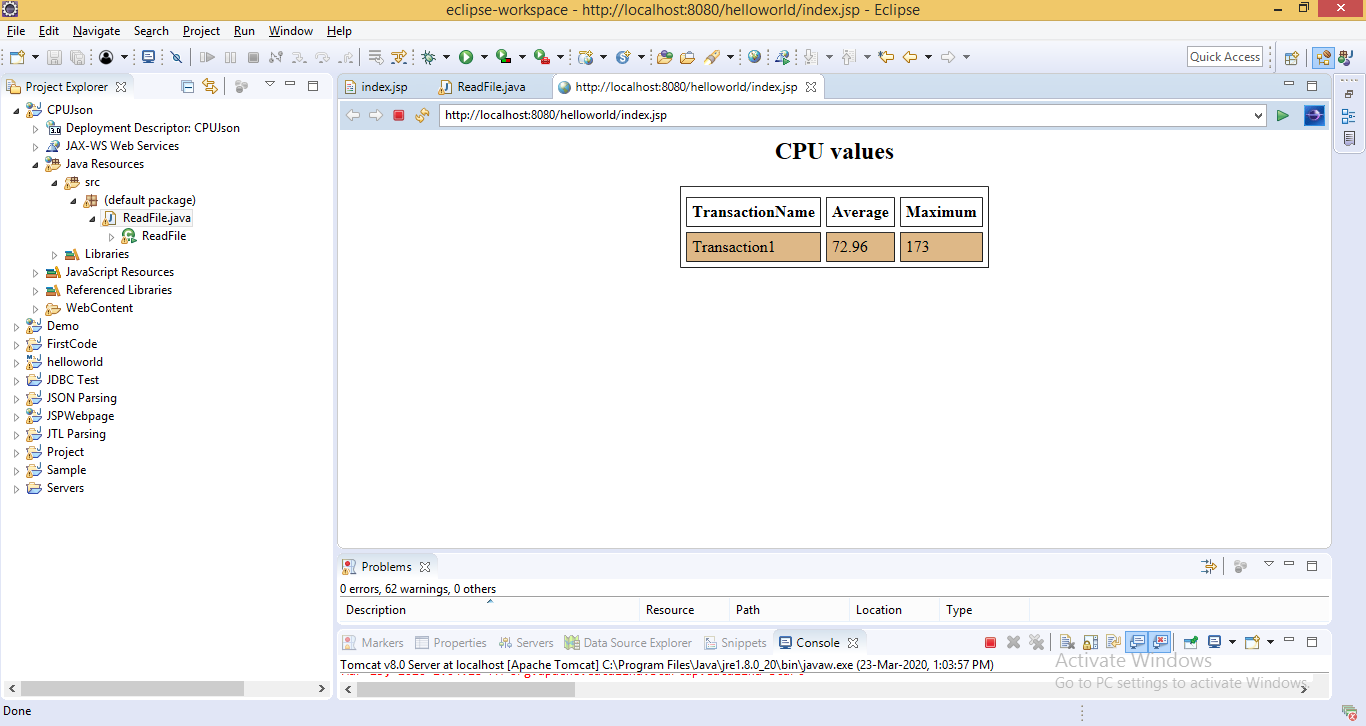 eclipse-workspace - http://localhost:8080/helloworld/index.jsp - Eclipse
File Edit Navigate Search Project Run Window Help
Quick Access
Project Explorer
index.jsp ReadFile.java http://localhost:8080/helloworld/index.jsp
http://localhost:8080/helloworld/index.jsp
CPUJson
Deployment Descriptor: CPUJson
JAX-WS Web Services
Java Resources
src
(default package)
ReadFile.java
ReadFile
Libraries
JavaScript Resources
Referenced Libraries
WebContent
Demo
FirstCode
helloworld
JDBC Test
JSON Parsing
JSPWebpage
JTL Parsing
Project
Sample
Servers
CPU values
TransactionName Average Maximum
Transaction1 72.96 173
Problems
0 errors, 62 warnings, 0 others
Description Resource Path Location Type
Markers Properties Servers Data Source Explorer Snippets Console
Tomcat v8.0 Server at localhost [Apache Tomcat] C:\Program Files\Java\jre1.8.0_20\bin\javaw.exe (23-Mar-2020, 1:03:57 PM)
Activate Windows
Go to PC settings to activate Windows.
Done